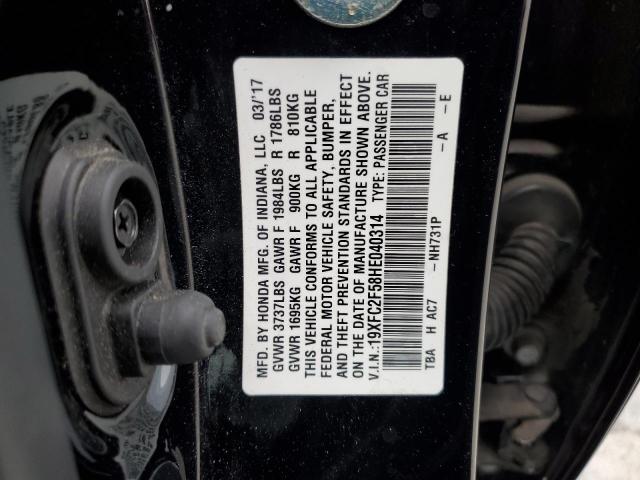 MFD. BY HONDA MFG. OF INDIANA, LLC 03/'17
GVWR 3737LBS GAWR F 1984LBS R 1786LBS
GVWR 1695KG GAWR F 900KG R 810KG
THIS VEHICLE CONFORMS TO ALL APPLICABLE
FEDERAL MOTOR VEHICLE SAFETY, BUMPER,
AND THEFT PREVENTION STANDARDS IN EFFECT
ON THE DATE OF MANUFACTURE SHOWN ABOVE.
V.I.N.:19XFC2F58HE040314 TYPE: PASSENGER CAR
TBA H AC7 -NH731P -A -E